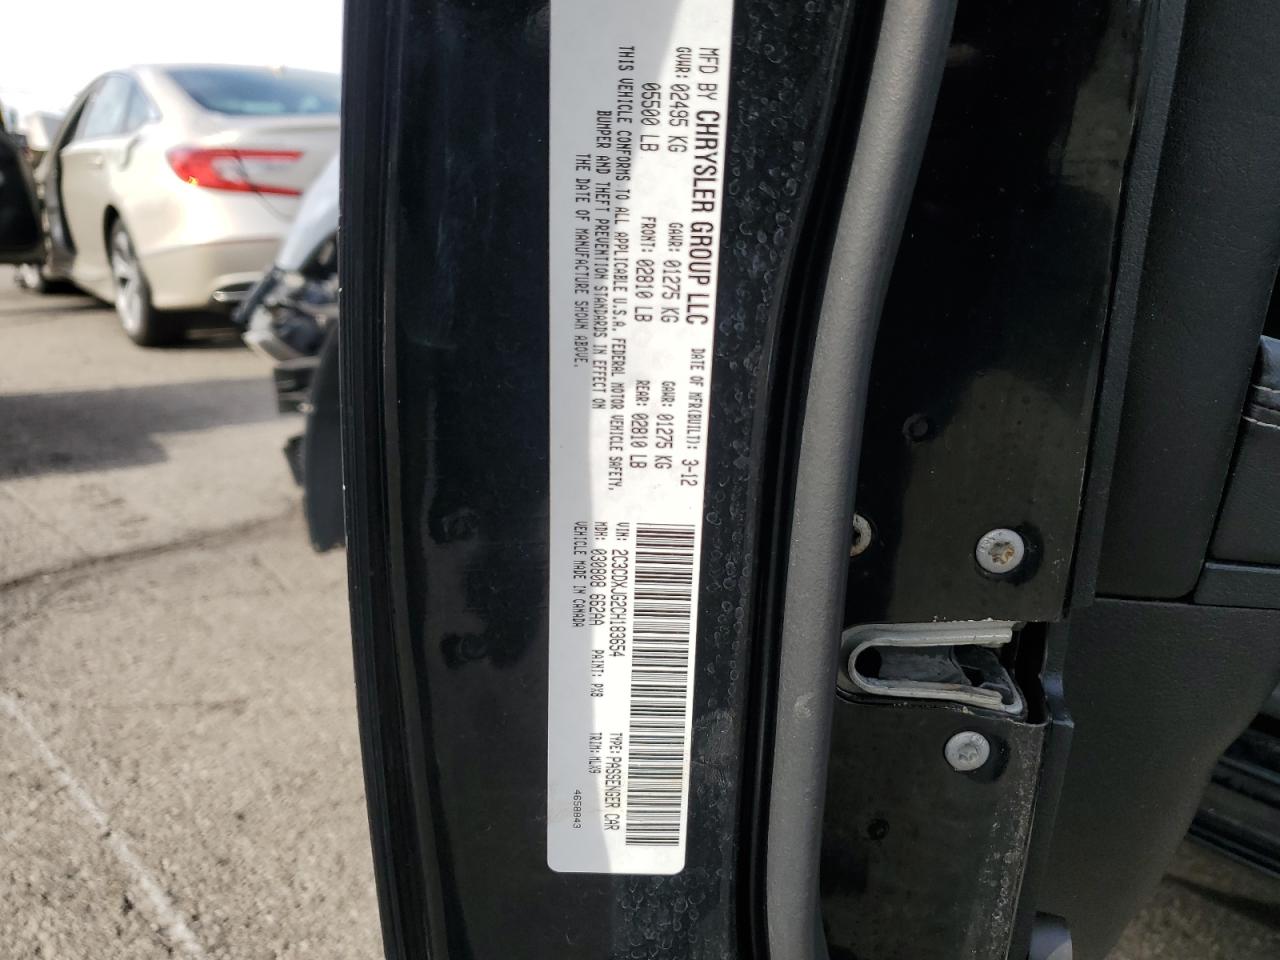 MFD BY CHRYSLER GROUP LLC DATE OF MFR(BUILT): 3-12
GVWR: 02495 KG GAWR: 01275 KG GAWR: 01275 KG
05500 LB FRONT: 02810 LB REAR: 02810 LB
THIS VEHICLE CONFORMS TO ALL APPLICABLE U.S.A. FEDERAL MOTOR VEHICLE SAFETY,
BUMPER AND THEFT PREVENTION STANDARDS IN EFFECT ON
THE DATE OF MANUFACTURE SHOWN ABOVE.
VIN: 2C3CDXJG2CH183654 TYPE: PASSENGER CAR
MDH: 030808 662AA PAINT: PX8 TRIM: MLX9
VEHICLE MADE IN CANADA
4658843